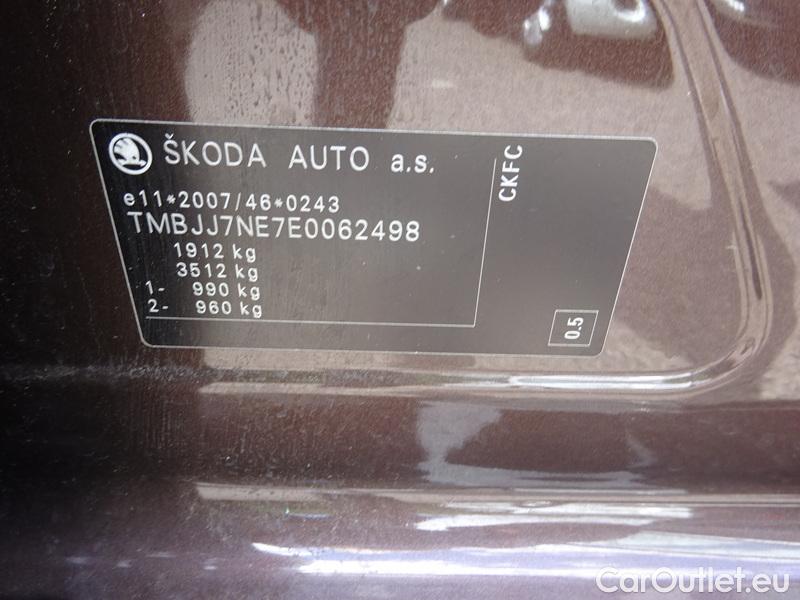 ŠKODA AUTO a.s.
e11*2007/46*0243
TMBJJ7NE7E0062498
1912 kg
3512 kg
1- 990 kg
2- 960 kg
CKFC
0.5
CarOutlet.eu